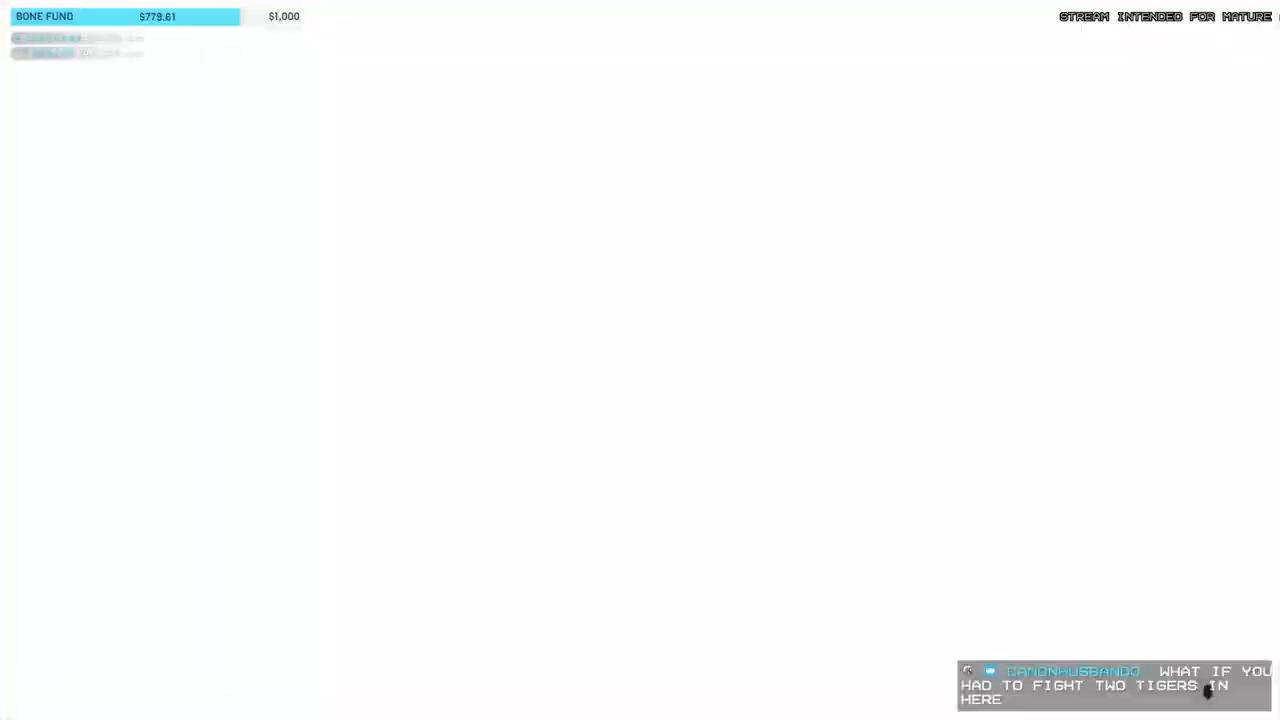 BONE FUND $779.61 $1,000
STREAM INTENDED FOR MATURE
CANONHUSBANDO WHAT IF YOU
HAD TO FIGHT TWO TIGERS IN
HERE